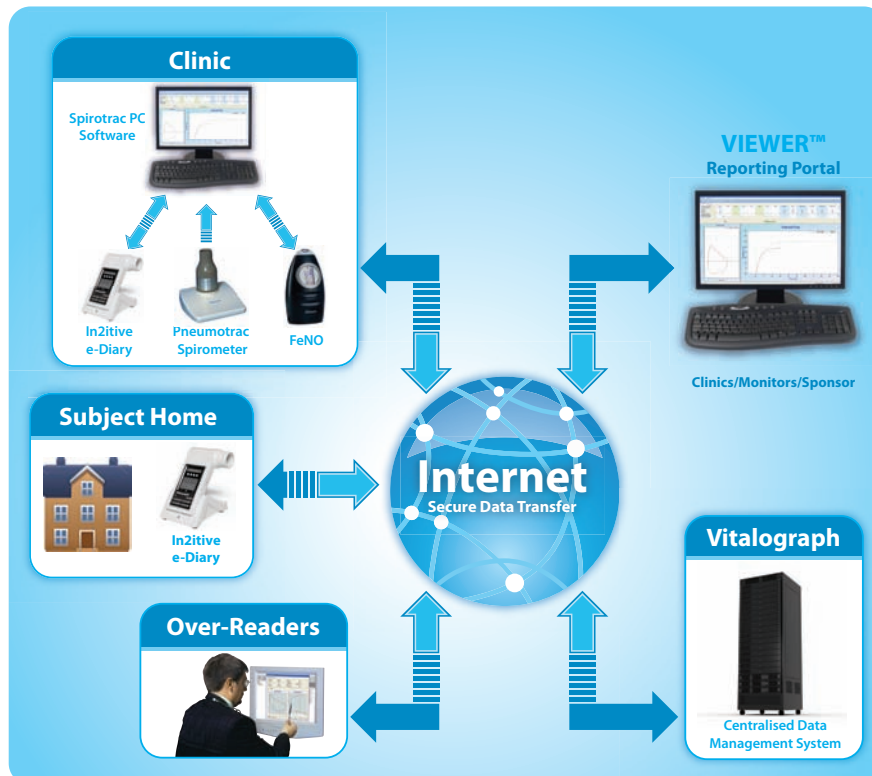 Clinic
Spirotrac PC
Software
In2itive
e-Diary
Pneumotrac
Spirometer
FeNO
VIEWER™
Reporting Portal
Clinics/Monitors/Sponsor
Subject Home
In2itive
e-Diary
Internet
Secure Data Transfer
Over-Readers
Vitalograph
Centralised Data
Management System